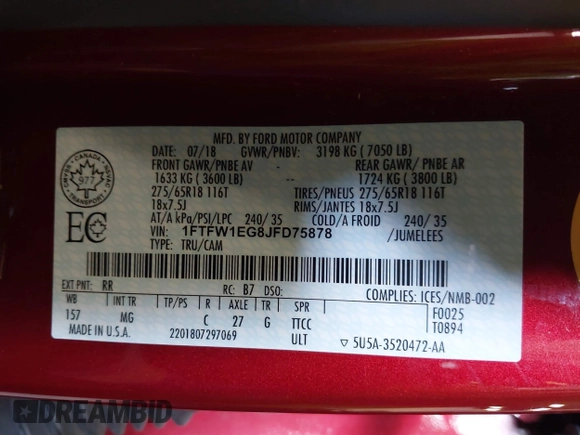 MFD. BY FORD MOTOR COMPANY
DATE: 07/18 GVWR/PNBV: 3198 KG ( 7050 LB)
FRONT GAWR/PNBE AV -- REAR GAWR/ PNBE AR
1633 KG ( 3600 LB) -- 1724 KG ( 3800 LB)
275/65R18 116T TIRES/PNEUS 275/65R18 116T
18x7.5J RIMS/JANTES 18x7.5J
AT/A kPa/PSI/LPC 240/ 35 COLD/A FROID 240/ 35
VIN: 1FTFW1EG8JFD75878 /JUMELEES
TYPE: TRU/CAM
CANADA
977
EC
EXT PNT: RR RC: B7 DSO: COMPLIES: ICES/NMB-002
WB INT TR TP/PS R AXLE TR SPR F0025
157 MG C 27 G TTCC T0894
MADE IN U.S.A. 2201807297069 ULT ▽ 5U5A-3520472-AA
DREAMBID